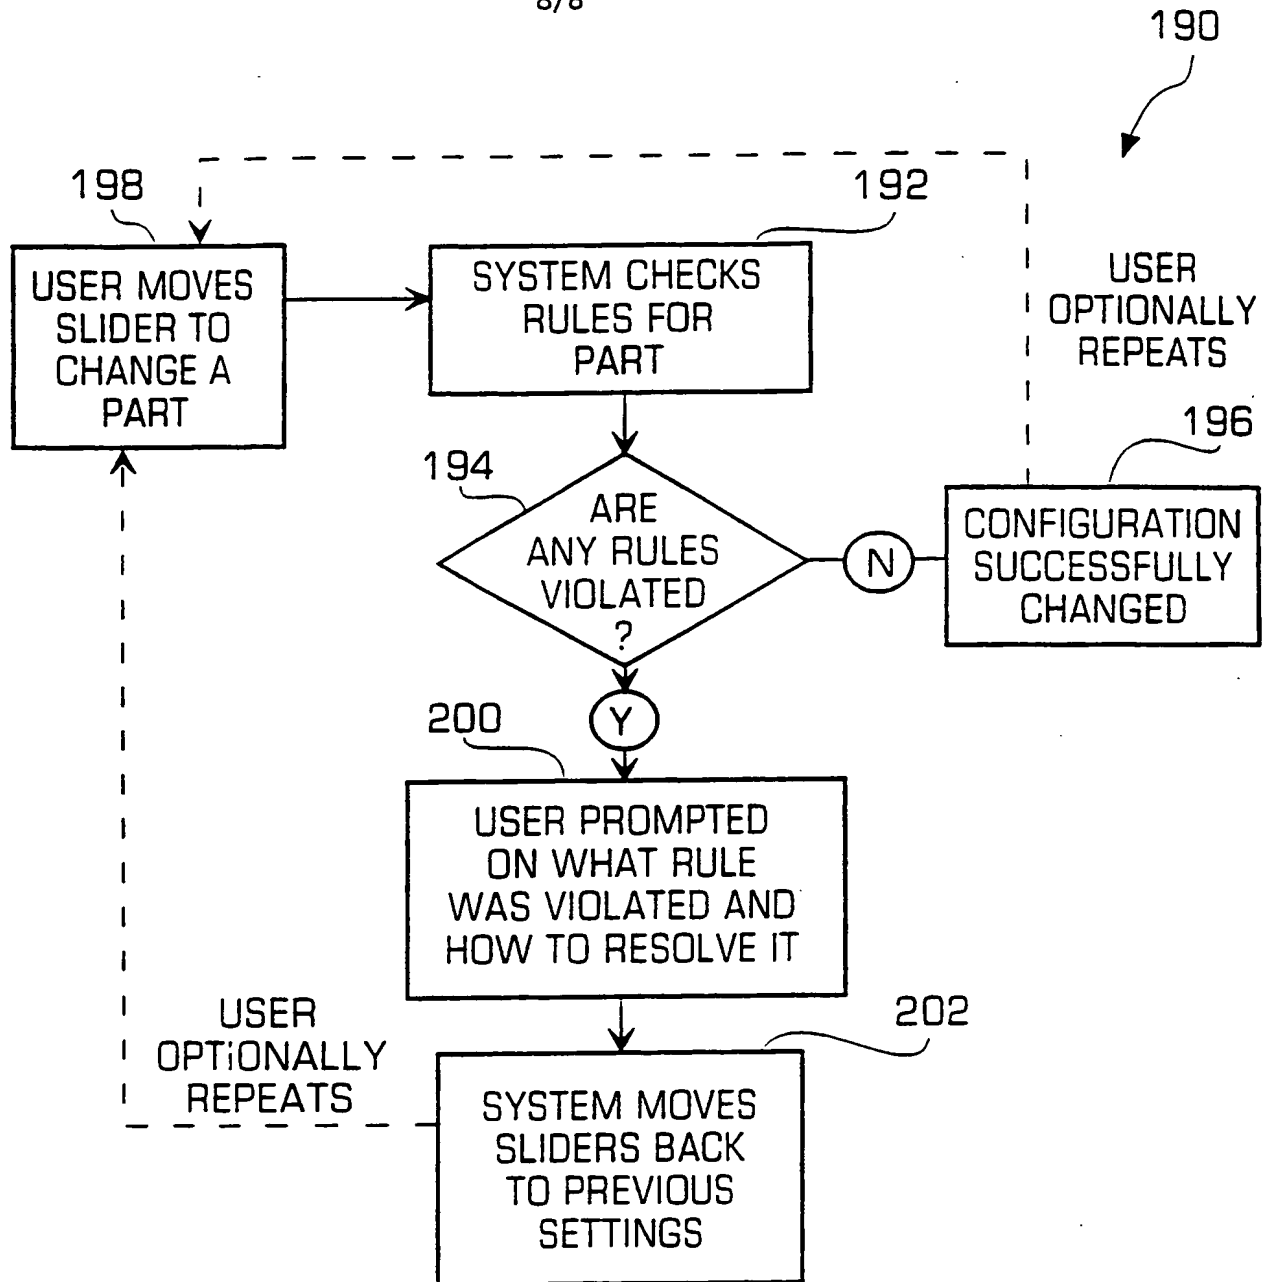 8/8
190
198
192
USER MOVES
SLIDER TO
CHANGE A
PART
SYSTEM CHECKS
RULES FOR
PART
USER
OPTIONALLY
REPEATS
196
194
ARE
ANY RULES
VIOLATED
?
N
CONFIGURATION
SUCCESSFULLY
CHANGED
Y
200
USER PROMPTED
ON WHAT RULE
WAS VIOLATED AND
HOW TO RESOLVE IT
202
USER
OPTiONALLY
REPEATS
SYSTEM MOVES
SLIDERS BACK
TO PREVIOUS
SETTINGS